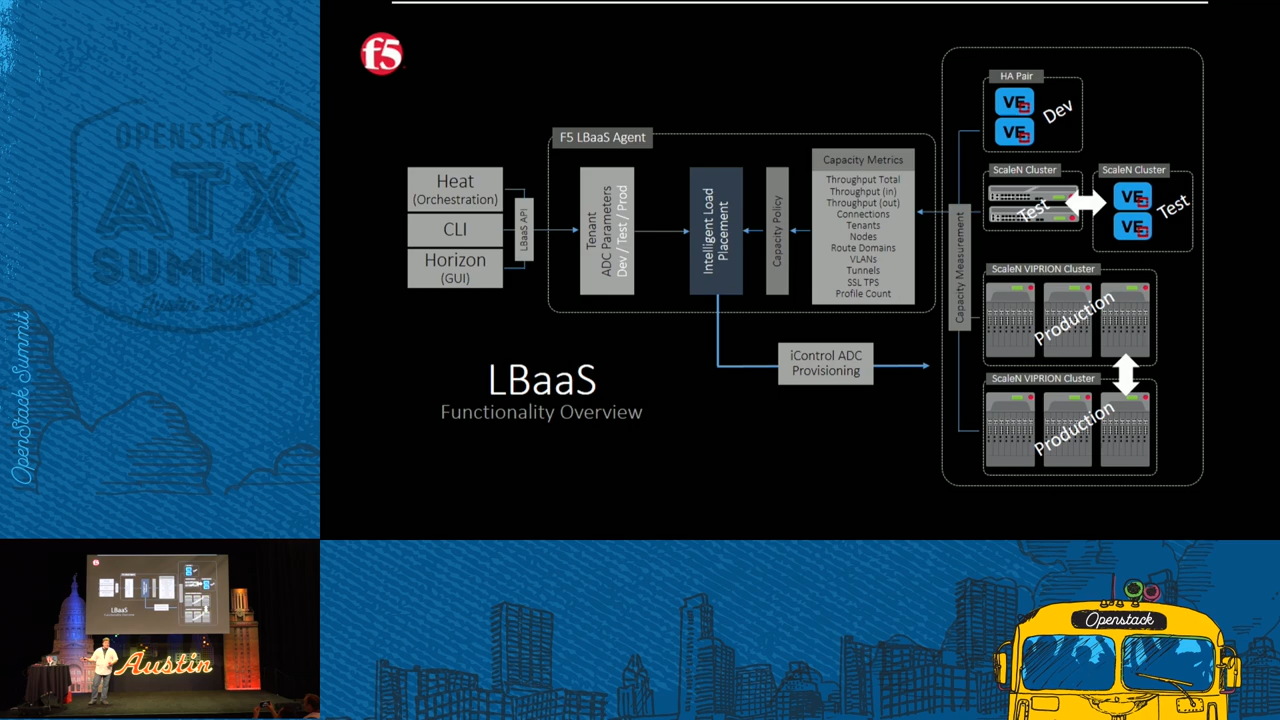 OPENSTACK
ATX
SUMMIT
OpenStack Summit
f5
F5 LBaaS Agent
Heat
(Orchestration)
CLI
Horizon
(GUI)
LBaaS API
Tenant
ADC Parameters
Dev / Test / Prod
Intelligent Load
Placement
Capacity Policy
Capacity Metrics
Throughput Total
Throughput (in)
Throughput (out)
Connections
Tenants
Nodes
Route Domains
VLANs
Tunnels
SSL TPS
Profile Count
Capacity Measurement
iControl ADC
Provisioning
LBaaS
Functionality Overview
HA Pair
VE
VE
Dev
ScaleN Cluster
Test
ScaleN Cluster
VE
VE
Test
ScaleN VIPRION Cluster
Production
ScaleN VIPRION Cluster
Production
LBaaS
Austin
Openstack